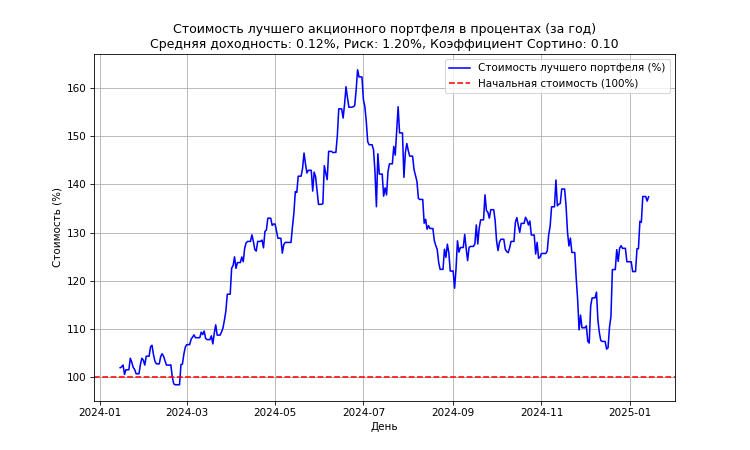 Стоимость лучшего акционного портфеля в процентах (за год)
Средняя доходность: 0.12%, Риск: 1.20%, Коэффициент Сортино: 0.10
Стоимость лучшего портфеля (%)
Начальная стоимость (100%)
Стоимость (%)
160
150
140
130
120
110
100
2024-01
2024-03
2024-05
2024-07
2024-09
2024-11
2025-01
День